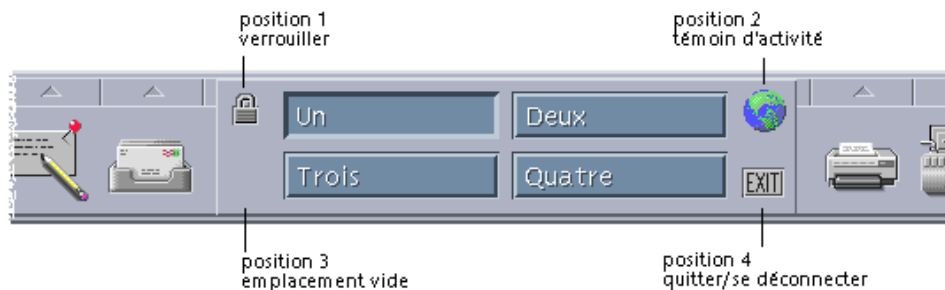 position 1
verrouiller
position 2
témoin d'activité
Un
Deux
Trois
Quatre
EXIT
position 3
emplacement vide
position 4
quitter/se déconnecter